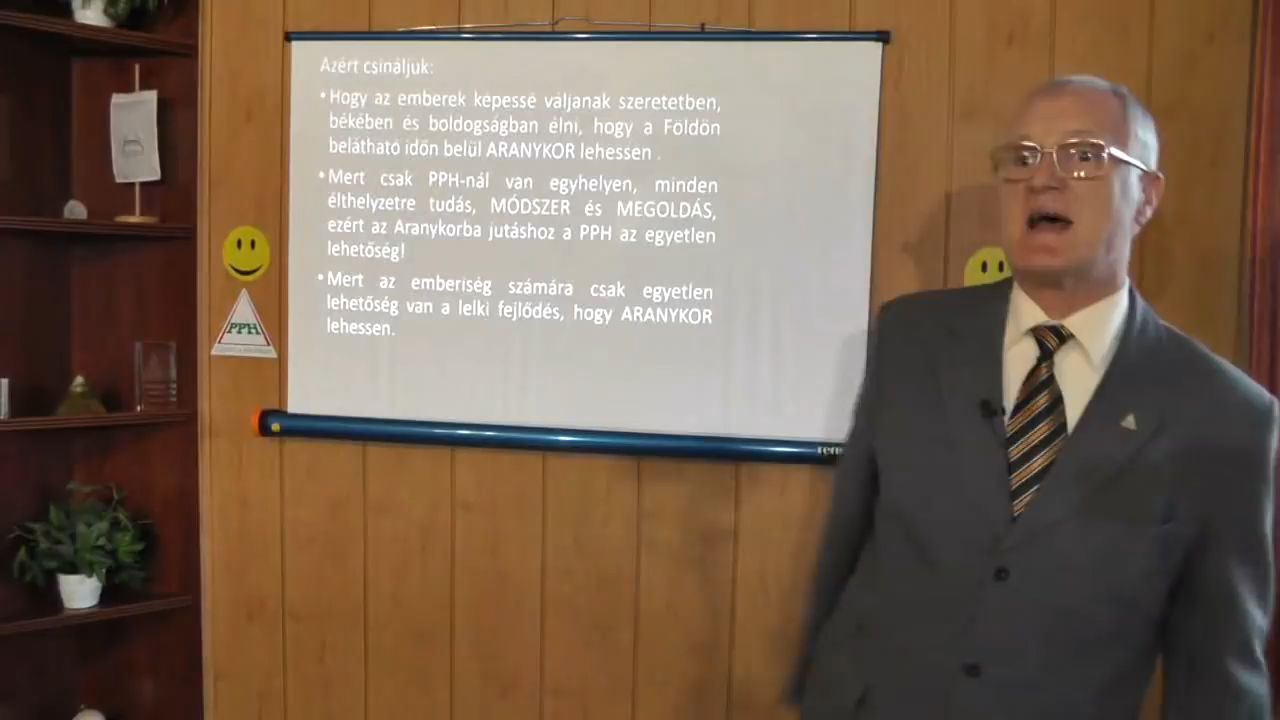 Azért csináljuk:
•Hogy az emberek képessé váljanak szeretetben,
békében és boldogságban élni, hogy a Földön
belátható időn belül ARANYKOR lehessen .
•Mert csak PPH-nál van egyhelyen, minden
élthelyzetre tudás, MÓDSZER és MEGOLDÁS,
ezért az Aranykorba jutáshoz a PPH az egyetlen
lehetőség!
•Mert az emberiség számára csak egyetlen
lehetőség van a lelki fejlődés, hogy ARANYKOR
lehessen.
PPH